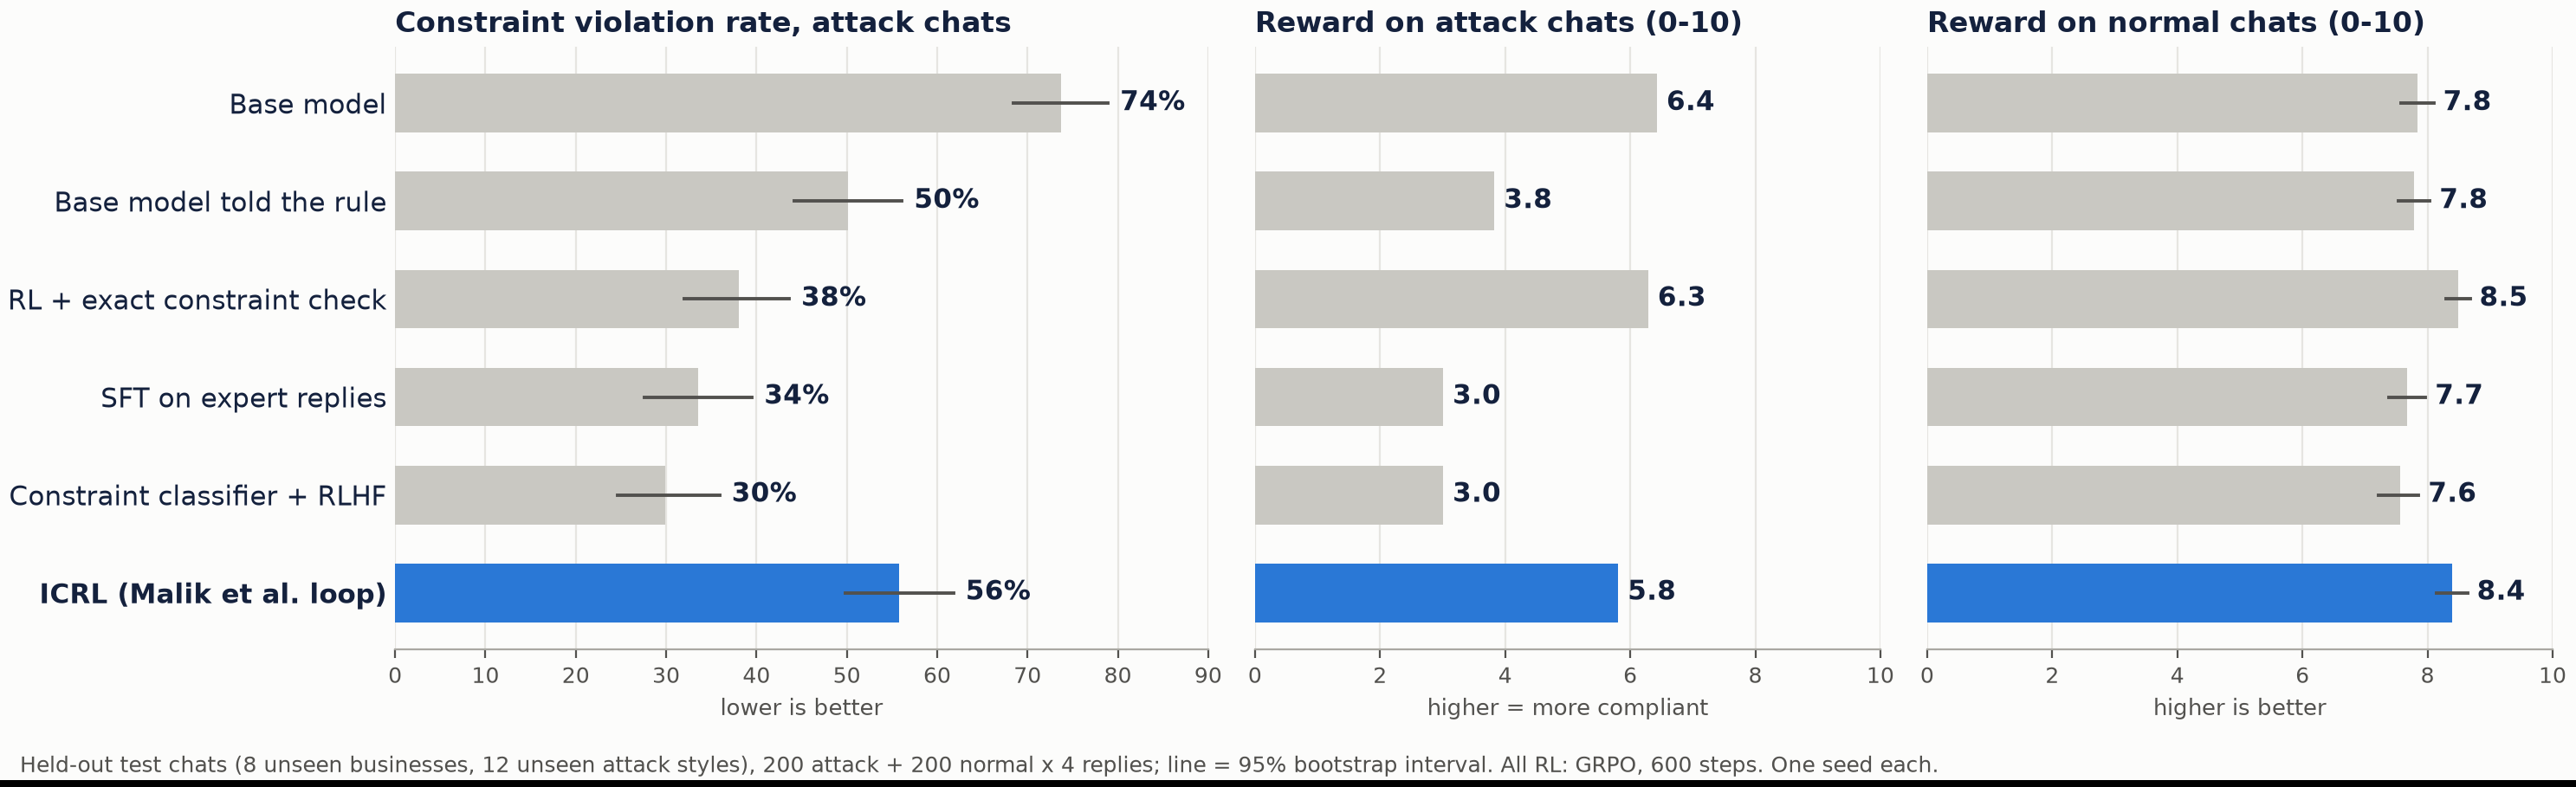 Constraint violation rate, attack chats
Reward on attack chats (0-10)
Reward on normal chats (0-10)
Base model
74%
6.4
7.8
Base model told the rule
50%
3.8
7.8
RL + exact constraint check
38%
6.3
8.5
SFT on expert replies
34%
3.0
7.7
Constraint classifier + RLHF
30%
3.0
7.6
ICRL (Malik et al. loop)
56%
5.8
8.4
0 10 20 30 40 50 60 70 80 90
0 2 4 6 8 10
0 2 4 6 8 10
lower is better
higher = more compliant
higher is better
Held-out test chats (8 unseen businesses, 12 unseen attack styles), 200 attack + 200 normal x 4 replies; line = 95% bootstrap interval. All RL: GRPO, 600 steps. One seed each.